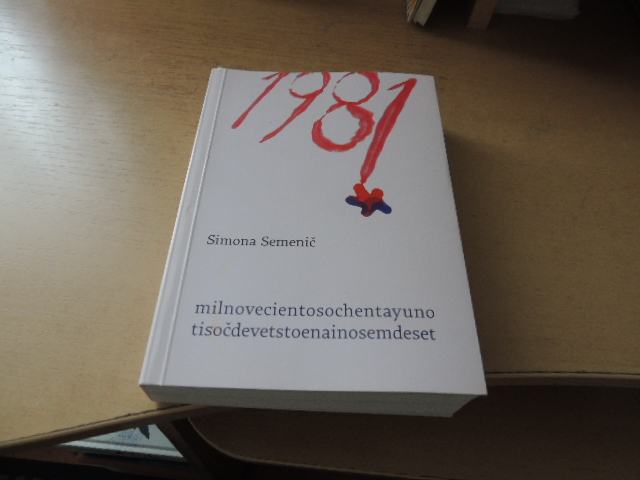 1981
Simona Semenič
milnovecientosochentayuno
tisočdevetstoenainosemdeset